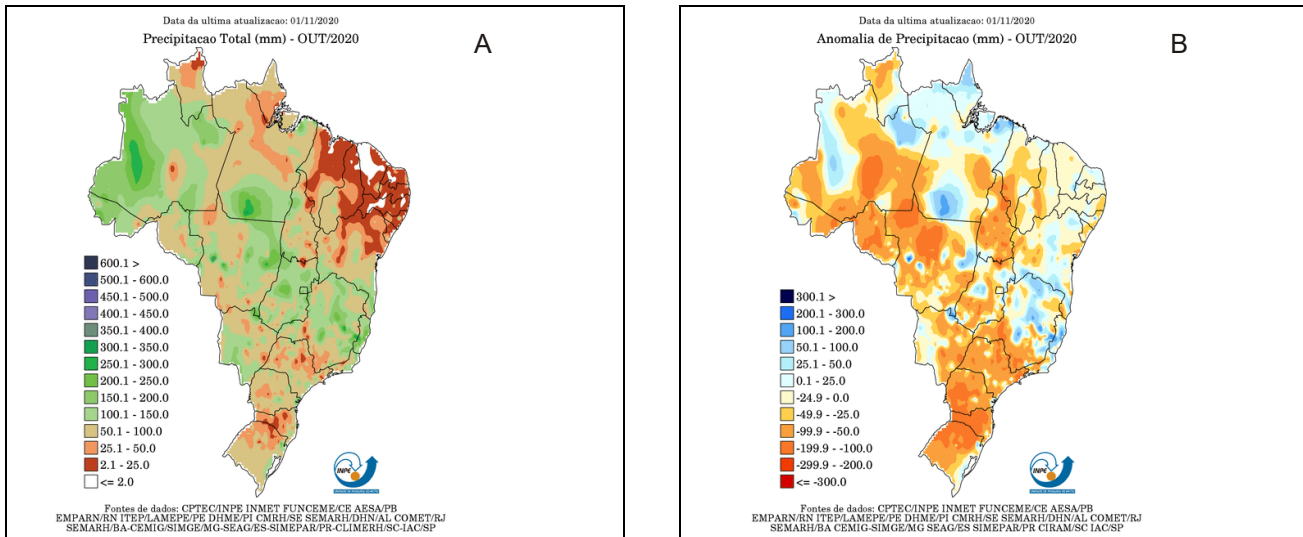 Data da ultima atualizacao: 01/11/2020
Precipitacao Total (mm) - OUT/2020
A
600.1 >
500.1 - 600.0
450.1 - 500.0
400.1 - 450.0
350.1 - 400.0
300.1 - 350.0
250.1 - 300.0
200.1 - 250.0
150.1 - 200.0
100.1 - 150.0
50.1 - 100.0
25.1 - 50.0
2.1 - 25.0
<= 2.0
INPE
Fontes de dados: CPTEC/INPE INMET FUNCEME/CE AESA/PB
EMPARN/RN ITEP/LAMEPE/PE DHME/PI CMRH/SE SEMARH/DHN/AL COMET/RJ
SEMARH/BA-CEMIG/SIMGE/MG-SEAG/ES-SIMEPAR/PR-CLIMERH/SC-IAC/SP
Data da ultima atualizacao: 01/11/2020
Anomalia de Precipitacao (mm) - OUT/2020
B
300.1 >
200.1 - 300.0
100.1 - 200.0
50.1 - 100.0
25.1 - 50.0
0.1 - 25.0
-24.9 - 0.0
-49.9 - -25.0
-99.9 - -50.0
-199.9 - -100.0
-299.9 - -200.0
<= -300.0
INPE
Fontes de dados: CPTEC/INPE INMET FUNCEME/CE AESA/PB
EMPARN/RN ITEP/LAMEPE/PE DHME/PI CMRH/SE SEMARH/DHN/AL COMET/RJ
SEMARH/BA CEMIG-SIMGE/MG SEAG/ES SIMEPAR/PR CIRAM/SC IAC/SP